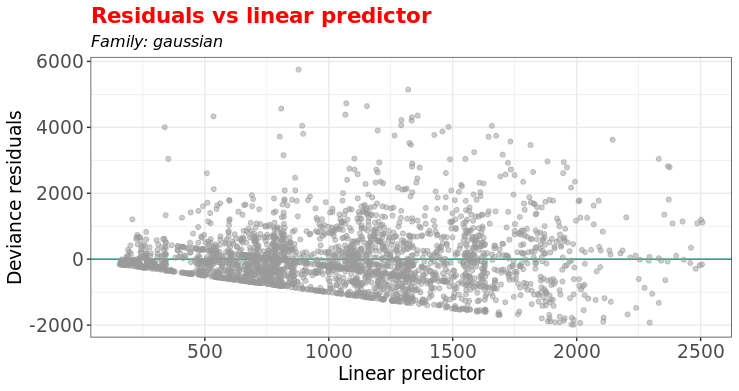 Residuals vs linear predictor
Family: gaussian
6000
4000
2000
0
-2000
Deviance residuals
500
1000
1500
2000
2500
Linear predictor